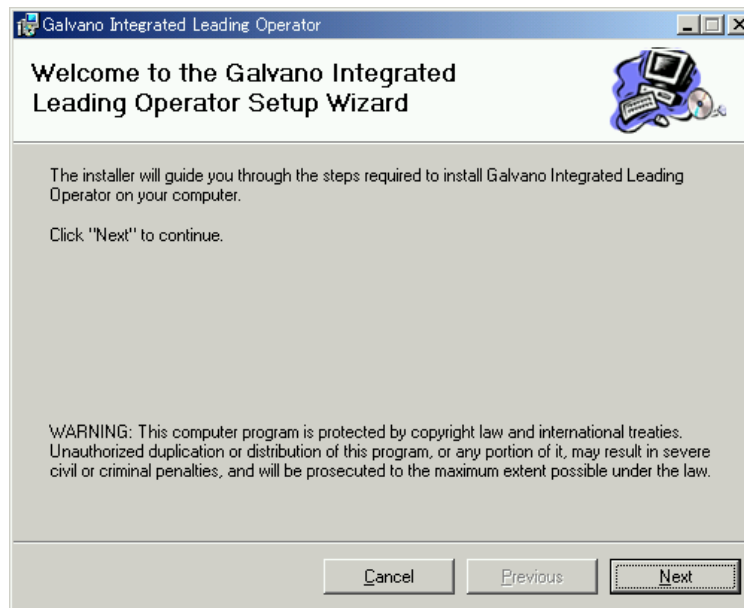 Galvano Integrated Leading Operator
Welcome to the Galvano Integrated
Leading Operator Setup Wizard
The installer will guide you through the steps required to install Galvano Integrated Leading
Operator on your computer.
Click "Next" to continue.
WARNING: This computer program is protected by copyright law and international treaties.
Unauthorized duplication or distribution of this program, or any portion of it, may result in severe
civil or criminal penalties, and will be prosecuted to the maximum extent possible under the law.
Cancel Previous Next